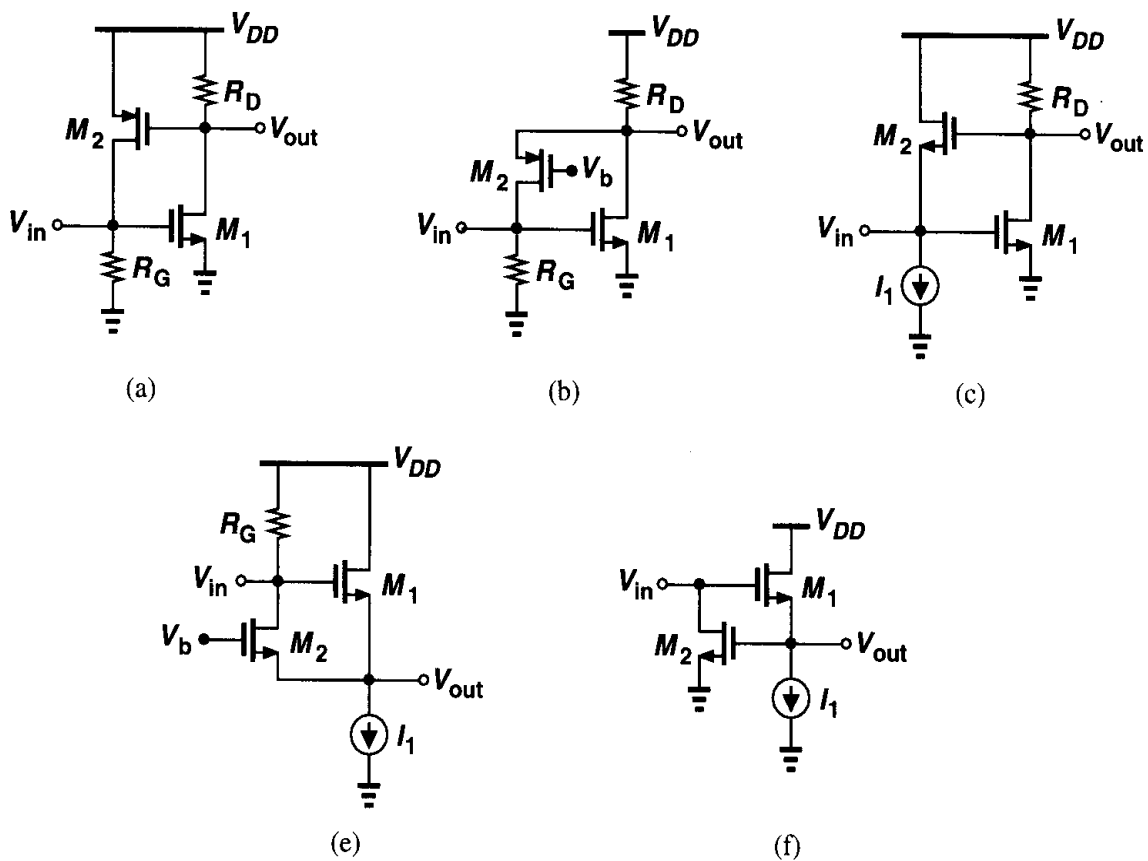 V_DD
R_D
M_2
V_out
V_in
M_1
R_G
(a)
V_DD
R_D
V_out
M_2
V_b
V_in
M_1
R_G
(b)
V_DD
R_D
M_2
V_out
V_in
M_1
I_1
(c)
V_DD
R_G
V_in
M_1
V_b
M_2
V_out
I_1
(e)
V_DD
V_in
M_1
M_2
V_out
I_1
(f)